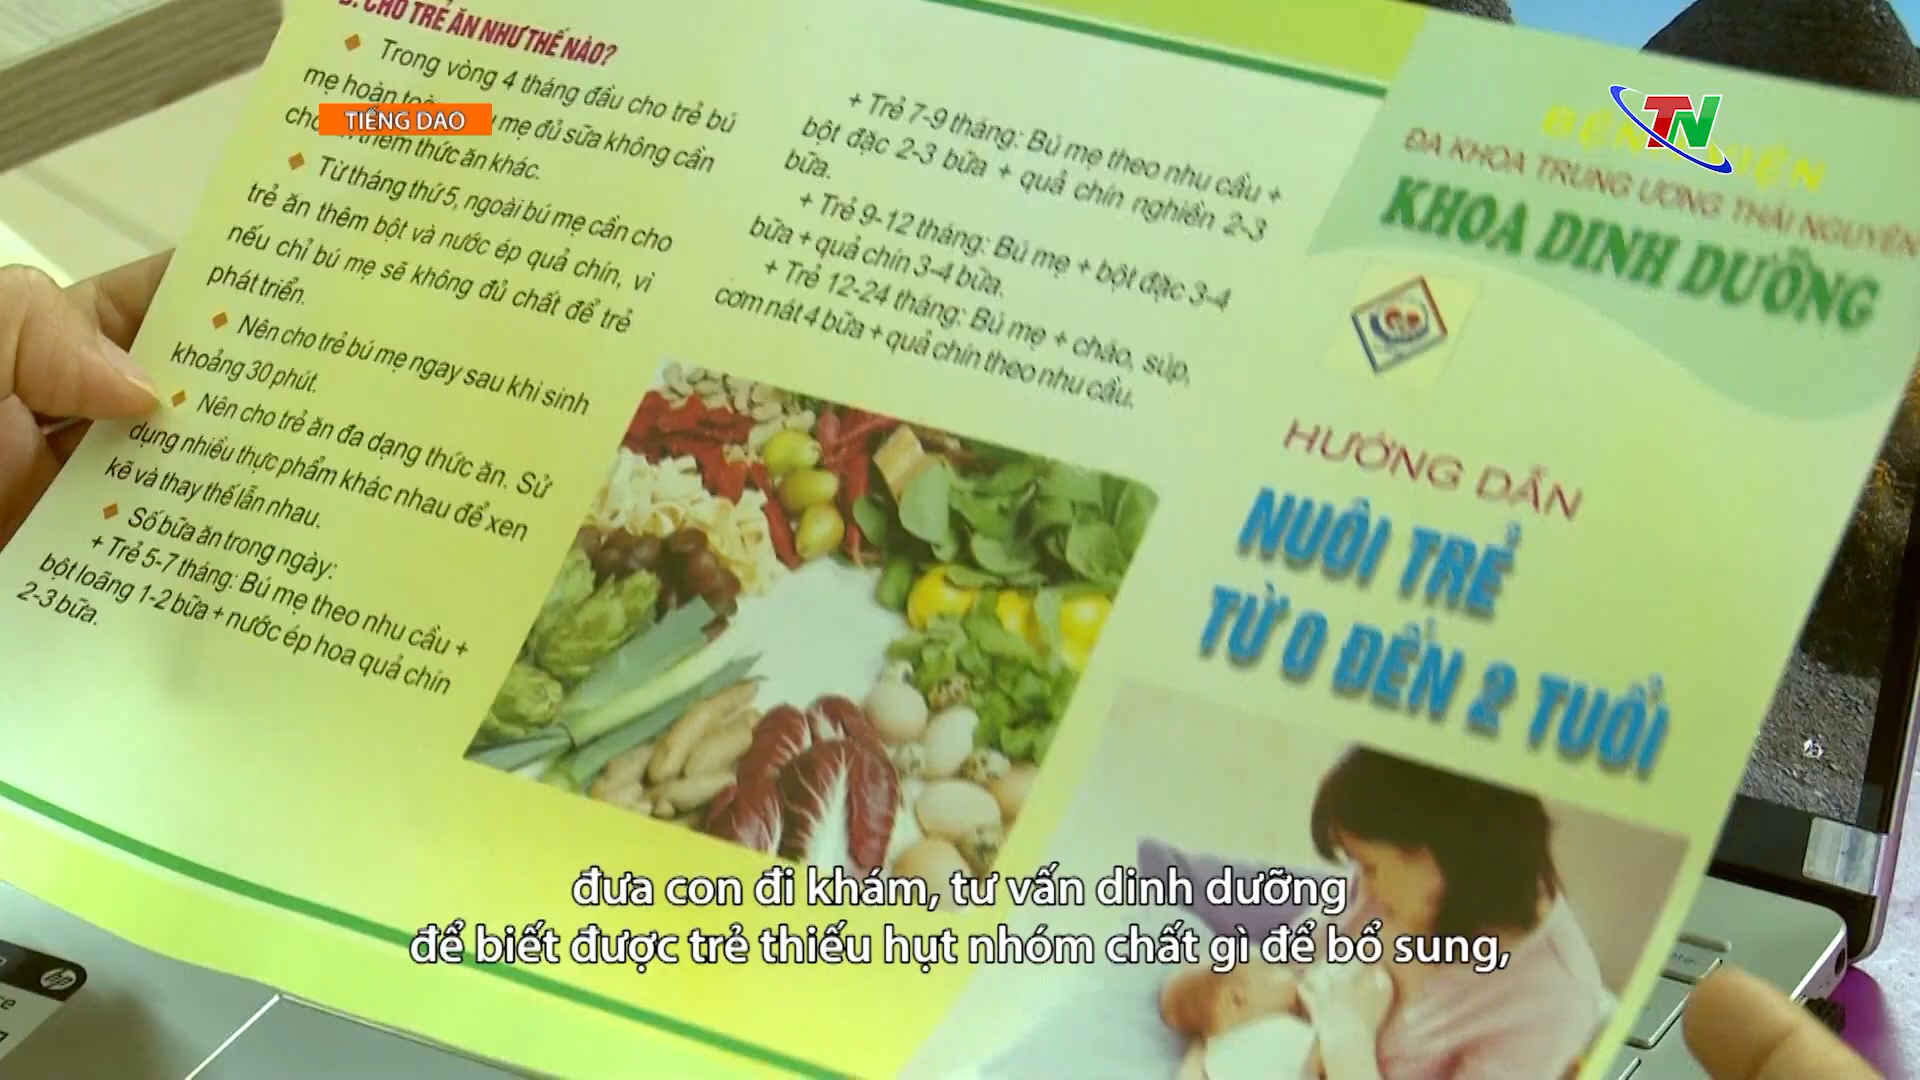 B. CHO TRẺ ĂN NHƯ THẾ NÀO?
Trong vòng 4 tháng đầu cho trẻ bú
mẹ hoàn mẹ đủ sữa không cần
thêm thức ăn khác.
Từ tháng thứ 5, ngoài bú mẹ cần cho
trẻ ăn thêm bột và nước ép quả chín, vì
nếu chỉ bú mẹ sẽ không đủ chất để trẻ
phát triển.
Nên cho trẻ bú mẹ ngay sau khi sinh
khoảng 30 phút.
Nên cho trẻ ăn đa dạng thức ăn. Sử
dụng nhiều thực phẩm khác nhau để xen
kẽ và thay thế lẫn nhau.
Số bữa ăn trong ngày:
+ Trẻ 5-7 tháng: Bú mẹ theo nhu cầu +
bột loãng 1-2 bữa + nước ép hoa quả chín
2-3 bữa.
+ Trẻ 7-9 tháng: Bú mẹ theo nhu cầu +
bột đặc 2-3 bữa + quả chín nghiền 2-3
bữa.
+ Trẻ 9-12 tháng: Bú mẹ + bột đặc 3-4
bữa + quả chín 3-4 bữa.
+ Trẻ 12-24 tháng: Bú mẹ + cháo, súp,
cơm nát 4 bữa + quả chín theo nhu cầu.
BỆNH VIỆN
ĐA KHOA TRUNG ƯƠNG THÁI NGUYÊN
KHOA DINH DƯỠNG
HƯỚNG DẪN
NUÔI TRẺ
TỪ 0 ĐẾN 2 TUỔI
TIẾNG DAO
TN
hp
đưa con đi khám, tư vấn dinh dưỡng
để biết được trẻ thiếu hụt nhóm chất gì để bổ sung,